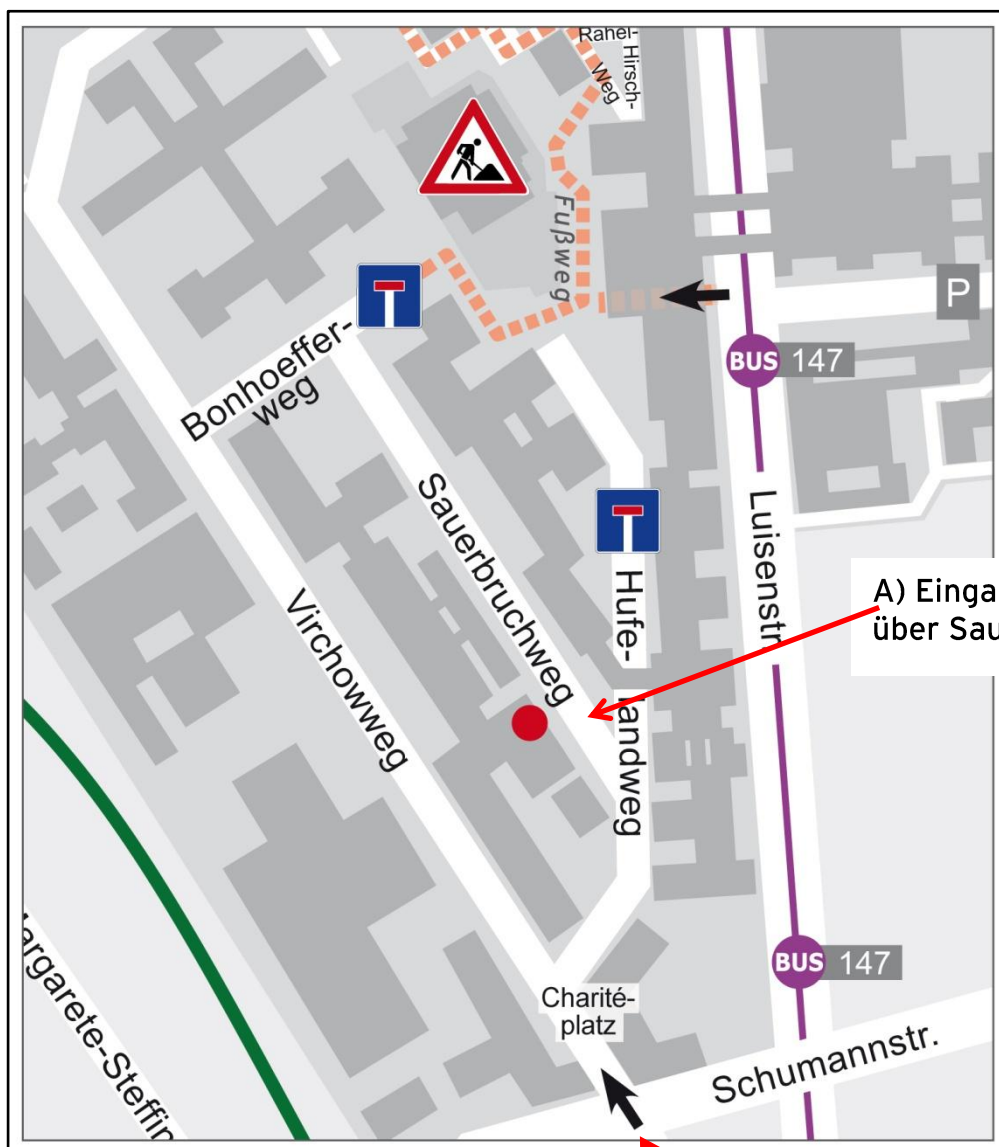 Rahel-
Hirsch-
Weg
Fußweg
P
BUS 147
Bonhoeffer-
weg
Sauerbruchweg
Luisenstr.
Hufe-
landweg
Virchowweg
A) Einga
über Sau
BUS 147
Charité-
platz
Schumannstr.
argarete-Steffin